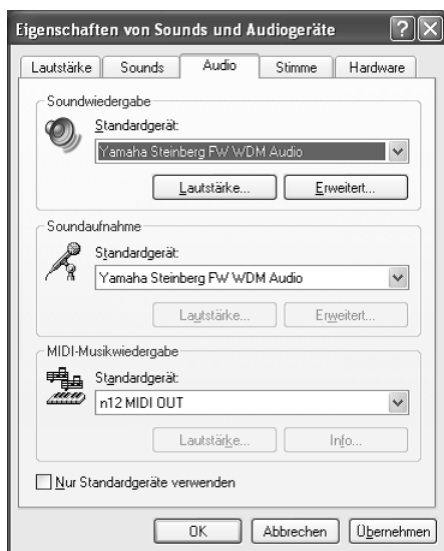 Eigenschaften von Sounds und Audiogeräte
Lautstärke Sounds Audio Stimme Hardware
Soundwiedergabe
Standardgerät:
Yamaha Steinberg FW WDM Audio
Lautstärke... Erweitert...
Soundaufnahme
Standardgerät:
Yamaha Steinberg FW WDM Audio
Lautstärke... Erweitert...
MIDI-Musikwiedergabe
Standardgerät:
n12 MIDI OUT
Lautstärke... Info...
Nur Standardgeräte verwenden
OK Abbrechen Übernehmen